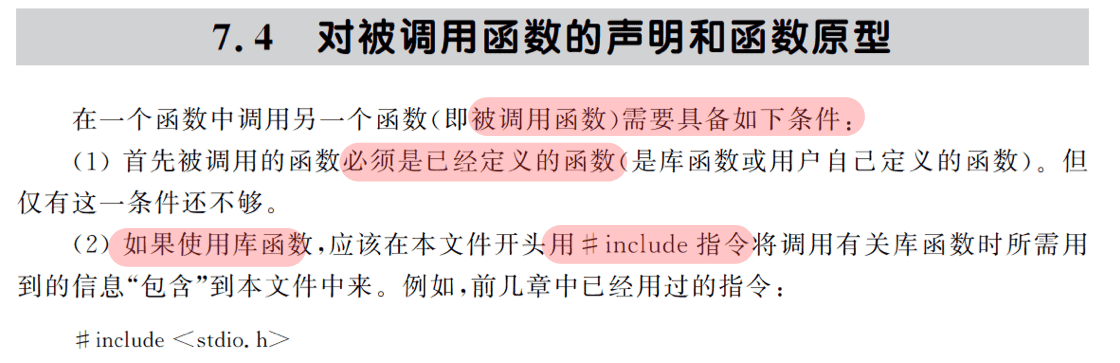 7.4 对被调用函数的声明和函数原型
在一个函数中调用另一个函数(即被调用函数)需要具备如下条件:
(1) 首先被调用的函数必须是已经定义的函数(是库函数或用户自己定义的函数)。但
仅有这一条件还不够。
(2) 如果使用库函数,应该在本文件开头用#include 指令将调用有关库函数时所需用
到的信息“包含”到本文件中来。例如,前几章中已经用过的指令:
#include <stdio.h>